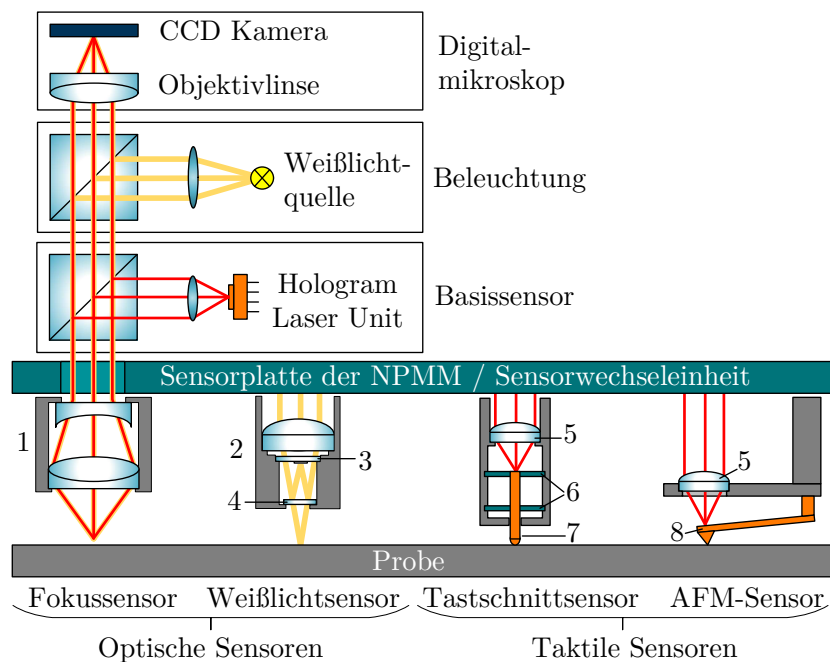 CCD Kamera
Objektivlinse
Digital-
mikroskop
Weißlicht-
quelle
Beleuchtung
Hologram
Laser Unit
Basissensor
Sensorplatte der NPMM / Sensorwechseleinheit
1
2
3
4
5
6
7
5
8
Probe
Fokussensor
Weißlichtsensor
Tastschnittsensor
AFM-Sensor
Optische Sensoren
Taktile Sensoren